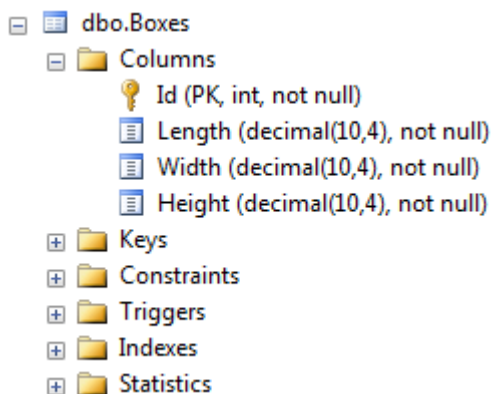 dbo.Boxes
Columns
Id (PK, int, not null)
Length (decimal(10,4), not null)
Width (decimal(10,4), not null)
Height (decimal(10,4), not null)
Keys
Constraints
Triggers
Indexes
Statistics